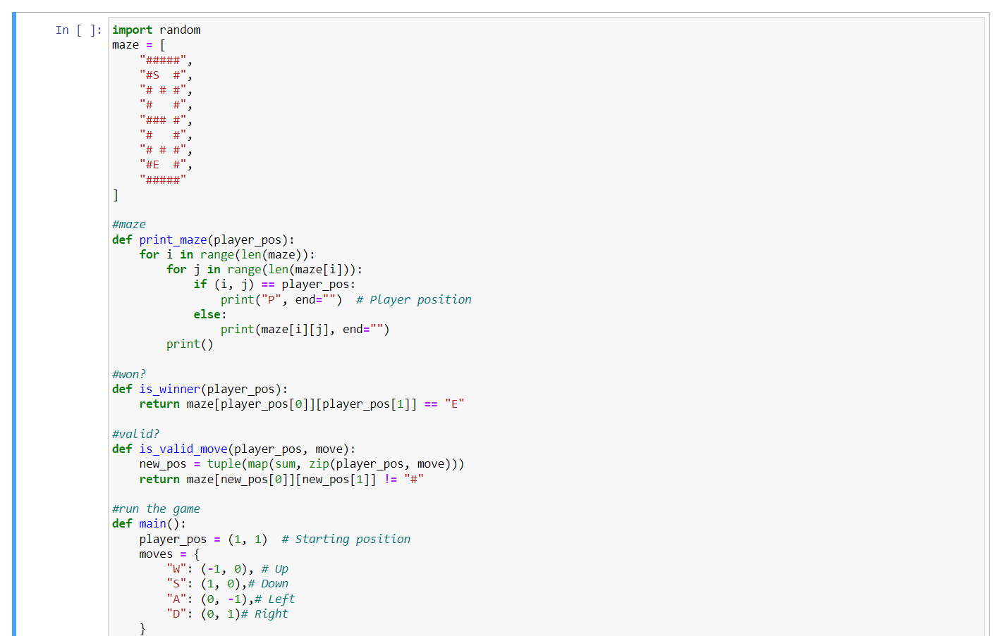 In [ ]: import random
maze = [
    "#####",
    "#S  #",
    "# # #",
    "#   #",
    "### #",
    "#   #",
    "# # #",
    "#E  #",
    "#####"
]

#maze
def print_maze(player_pos):
    for i in range(len(maze)):
        for j in range(len(maze[i])):
            if (i, j) == player_pos:
                print("P", end="")  # Player position
            else:
                print(maze[i][j], end="")
        print()

#won?
def is_winner(player_pos):
    return maze[player_pos[0]][player_pos[1]] == "E"

#valid?
def is_valid_move(player_pos, move):
    new_pos = tuple(map(sum, zip(player_pos, move)))
    return maze[new_pos[0]][new_pos[1]] != "#"

#run the game
def main():
    player_pos = (1, 1)  # Starting position
    moves = {
        "W": (-1, 0), # Up
        "S": (1, 0),# Down
        "A": (0, -1),# Left
        "D": (0, 1)# Right
    }